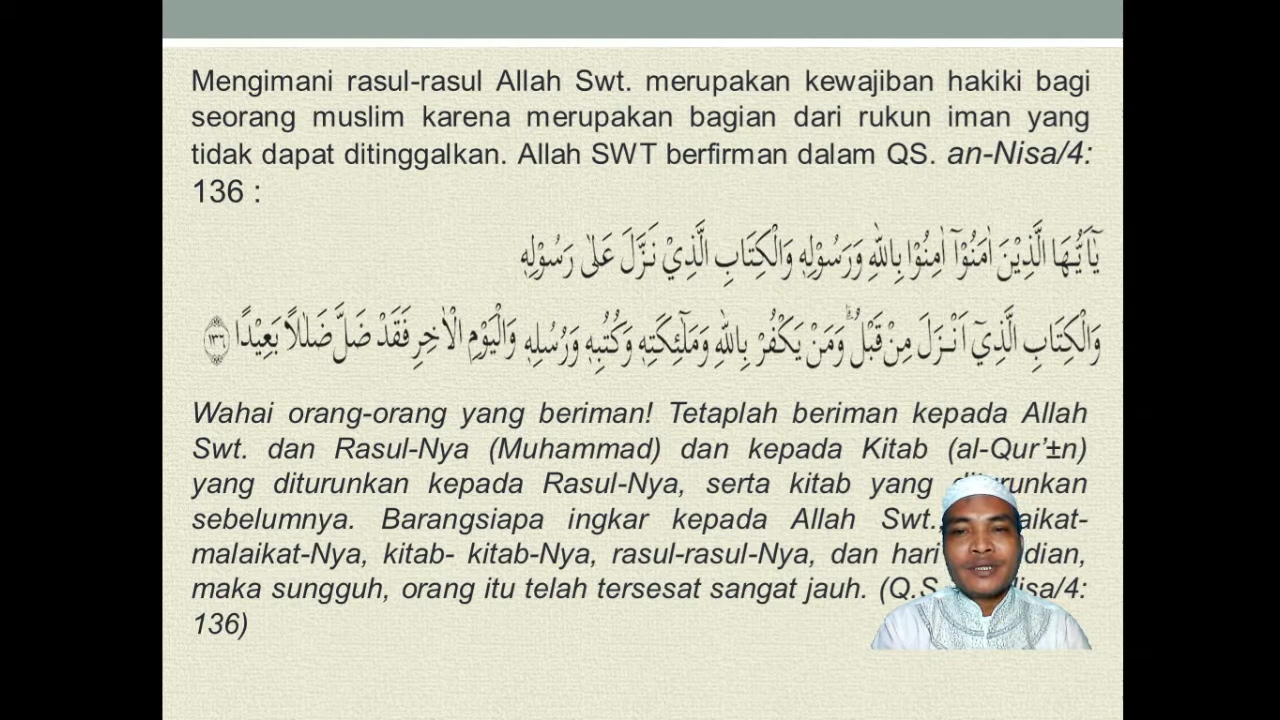 Mengimani rasul-rasul Allah Swt. merupakan kewajiban hakiki bagi
seorang muslim karena merupakan bagian dari rukun iman yang
tidak dapat ditinggalkan. Allah SWT berfirman dalam QS. an-Nisa/4:
136 :
يٰٓاَيُّهَا الَّذِيْنَ اٰمَنُوْٓا اٰمِنُوْا بِاللّٰهِ وَرَسُوْلِهٖ وَالْكِتَابِ الَّذِيْ نَزَّلَ عَلٰى رَسُوْلِهٖ
وَالْكِتَابِ الَّذِيْٓ اَنْزَلَ مِنْ قَبْلُ ۗ وَمَنْ يَكْفُرْ بِاللّٰهِ وَمَلٰۤىِٕكَتِهٖ وَكُتُبِهٖ وَرُسُلِهٖ وَالْيَوْمِ الْاٰخِرِ فَقَدْ ضَلَّ ضَلٰلًا بَعِيْدًا ١٣٦
Wahai orang-orang yang beriman! Tetaplah beriman kepada Allah
Swt. dan Rasul-Nya (Muhammad) dan kepada Kitab (al-Qur’±n)
yang diturunkan kepada Rasul-Nya, serta kitab yang
sebelumnya. Barangsiapa ingkar kepada Allah Swt.,
malaikat-Nya, kitab- kitab-Nya, rasul-rasul-Nya, dan hari
maka sungguh, orang itu telah tersesat sangat jauh. (Q.S
136)